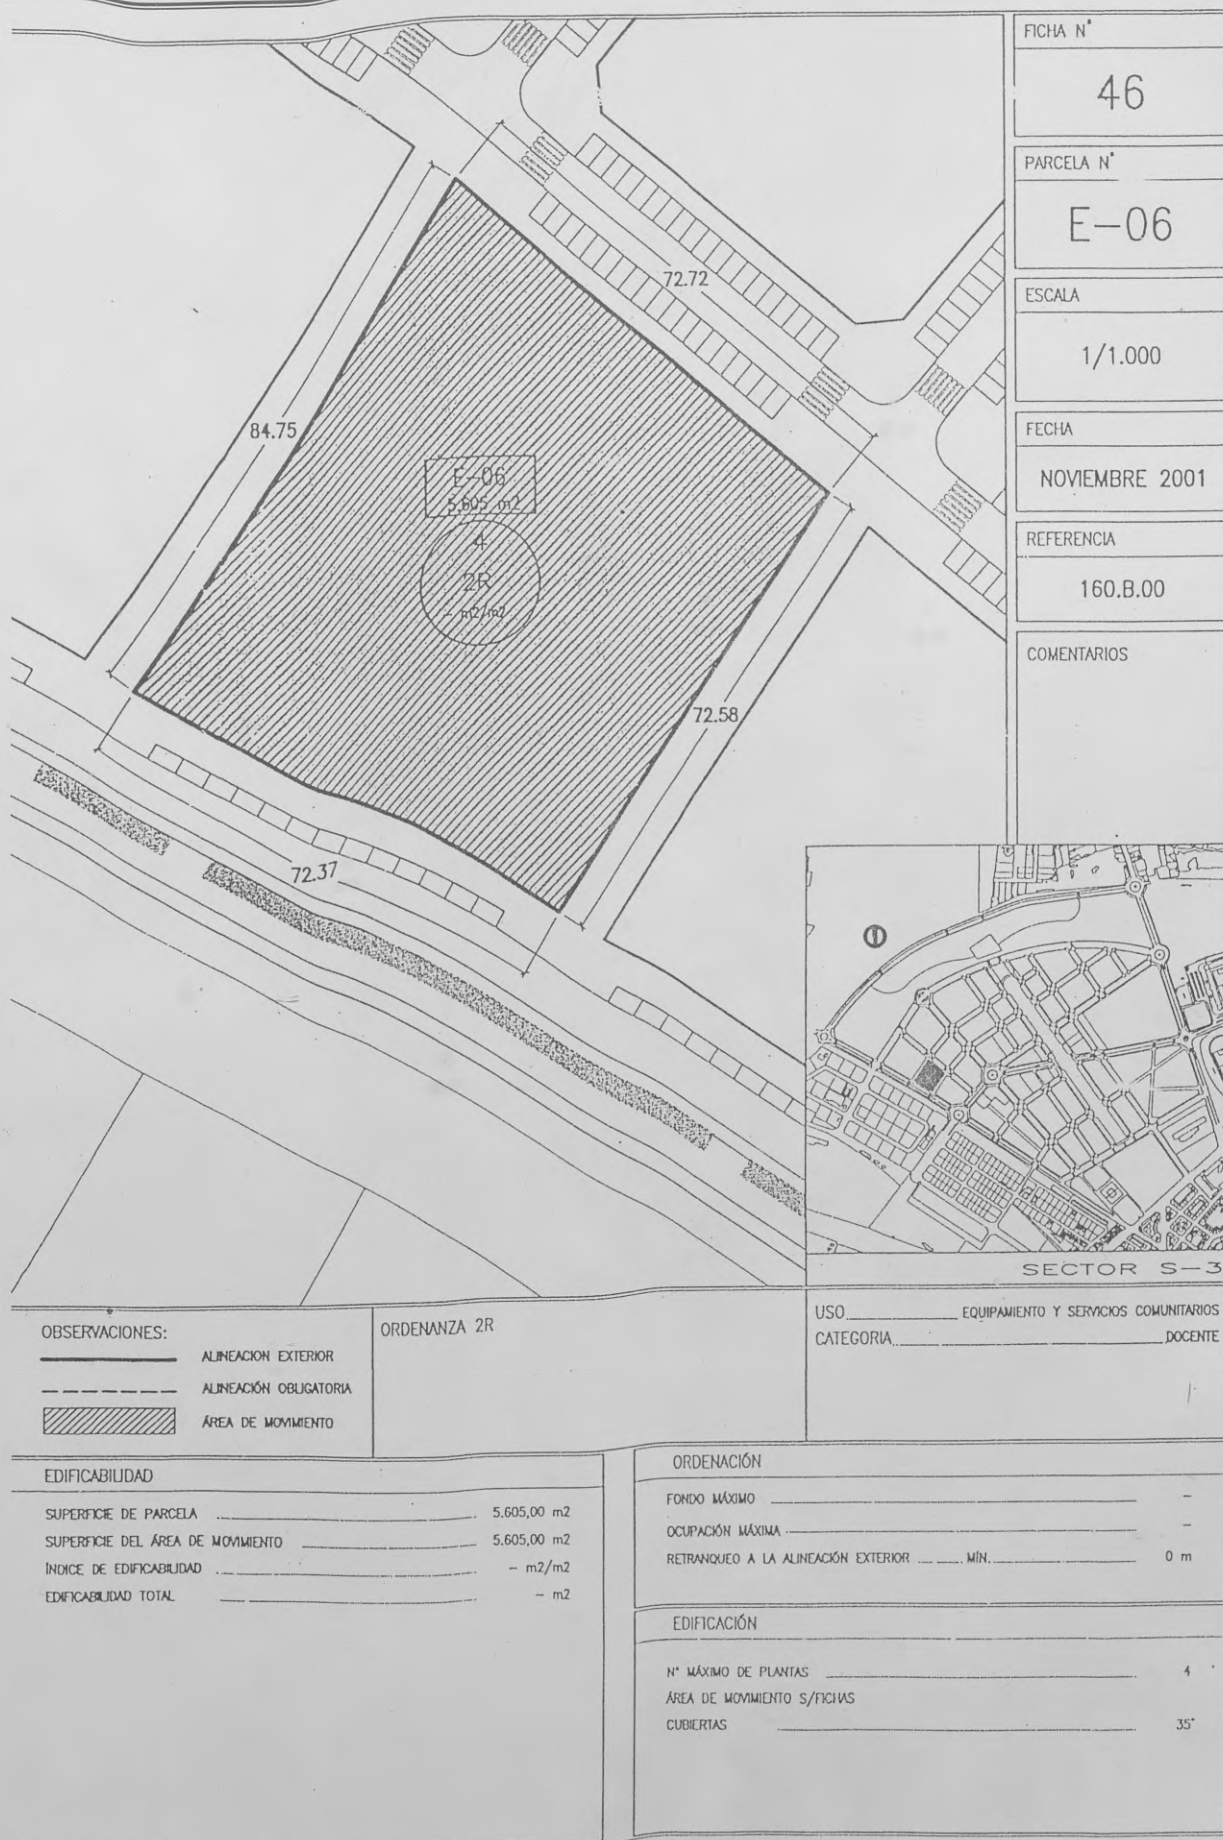 FICHA N°
46
PARCELA N°
E-06
ESCALA
1/1.000
FECHA
NOVIEMBRE 2001
REFERENCIA
160.B.00
COMENTARIOS
72.72
84.75
E-06
5.605 m2
4
2R
- m2/m2
72.58
72.37
SECTOR S-3
OBSERVACIONES:
ALINEACION EXTERIOR
ALINEACIÓN OBLIGATORIA
ÁREA DE MOVIMIENTO
ORDENANZA 2R
USO EQUIPAMIENTO Y SERVICIOS COMUNITARIOS
CATEGORIA DOCENTE
EDIFICABILIDAD
SUPERFICIE DE PARCELA 5.605,00 m2
SUPERFICIE DEL ÁREA DE MOVIMIENTO 5.605,00 m2
ÍNDICE DE EDIFICABILIDAD - m2/m2
EDIFICABILIDAD TOTAL - m2
ORDENACIÓN
FONDO MÁXIMO -
OCUPACIÓN MÁXIMA -
RETRANQUEO A LA ALINEACIÓN EXTERIOR MÍN. 0 m
EDIFICACIÓN
N° MÁXIMO DE PLANTAS 4
ÁREA DE MOVIMIENTO S/FICHAS
CUBIERTAS 35°